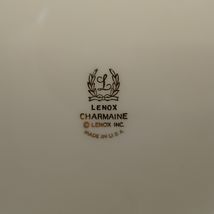 L
LENOX
CHARMAINE
© LENOX INC.
MADE IN U.S.A.